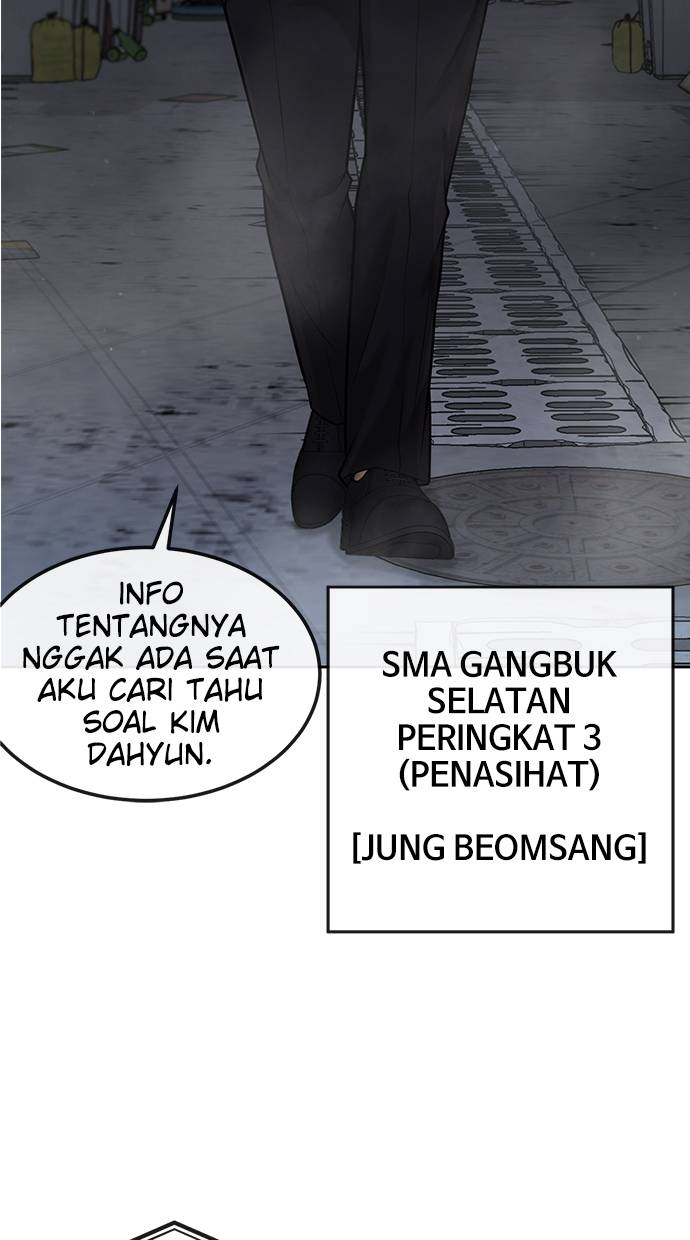 INFO
TENTANGNYA
NGGAK ADA SAAT
AKU CARI TAHU
SOAL KIM
DAHYUN.
SMA GANGBUK
SELATAN
PERINGKAT 3
(PENASIHAT)
[JUNG BEOMSANG]